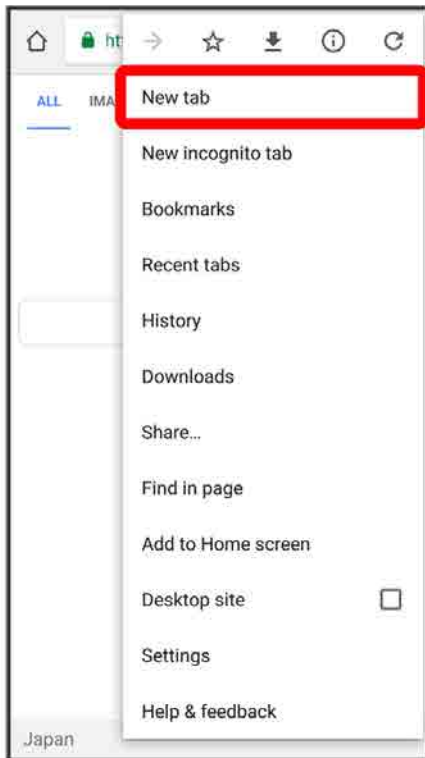 ht
ALL IMA
New tab
New incognito tab
Bookmarks
Recent tabs
History
Downloads
Share...
Find in page
Add to Home screen
Desktop site
Settings
Help & feedback
Japan